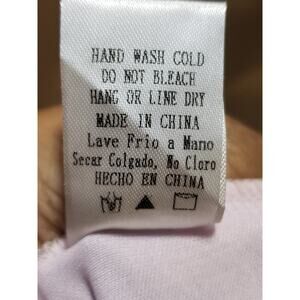 HAND WASH COLD
DO NOT BLEACH
HANG OR LINE DRY
MADE IN CHINA
Lave Frio a Mano
Secar Colgado, No Cloro
HECHO EN CHINA